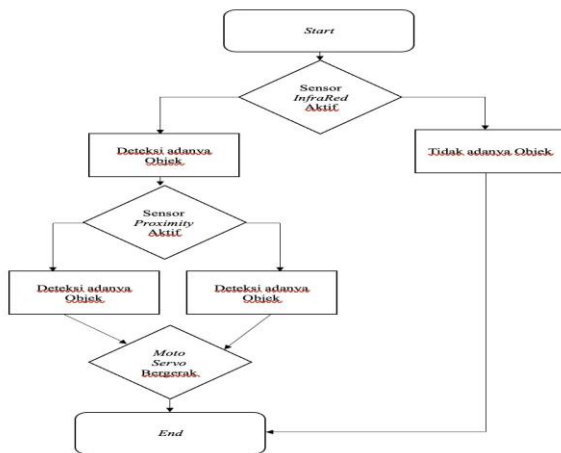 Start
Sensor
InfraRed
Aktif
Deteksi adanya
Objek
Tidak adanya Objek
Sensor
Proximity
Aktif
Deteksi adanya
Objek
Deteksi adanya
Objek
Moto
Servo
Bergerak
End